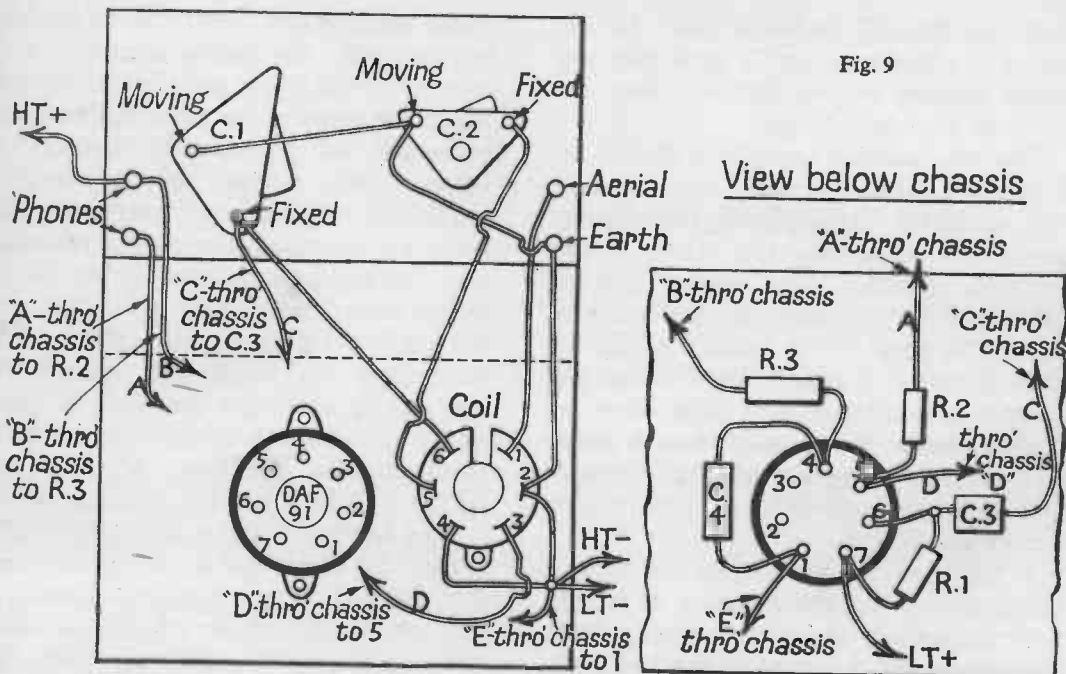 Fig. 9
HT+
Moving
C.1
Moving
Fixed
C.2
'Phones
Fixed
Aerial
Earth
"A"-thro'
chassis
to R.2
"B"-thro'
chassis
to R.3
"C"-thro'
chassis
to C.3
A
B
C
Coil
6
5
4
1
2
3
4
5
3
6
DAF
91
2
7
1
HT-
LT-
"D"-thro' chassis
to 5
D
"E"-thro' chassis
to 1
View below chassis
"A"-thro' chassis
"B"-thro' chassis
"C"-thro'
chassis
A
C
R.3
R.2
thro'
chassis
"D"
D
4
3
2
1
6
7
C.
4
C.3
R.1
"E"
thro' chassis
LT+